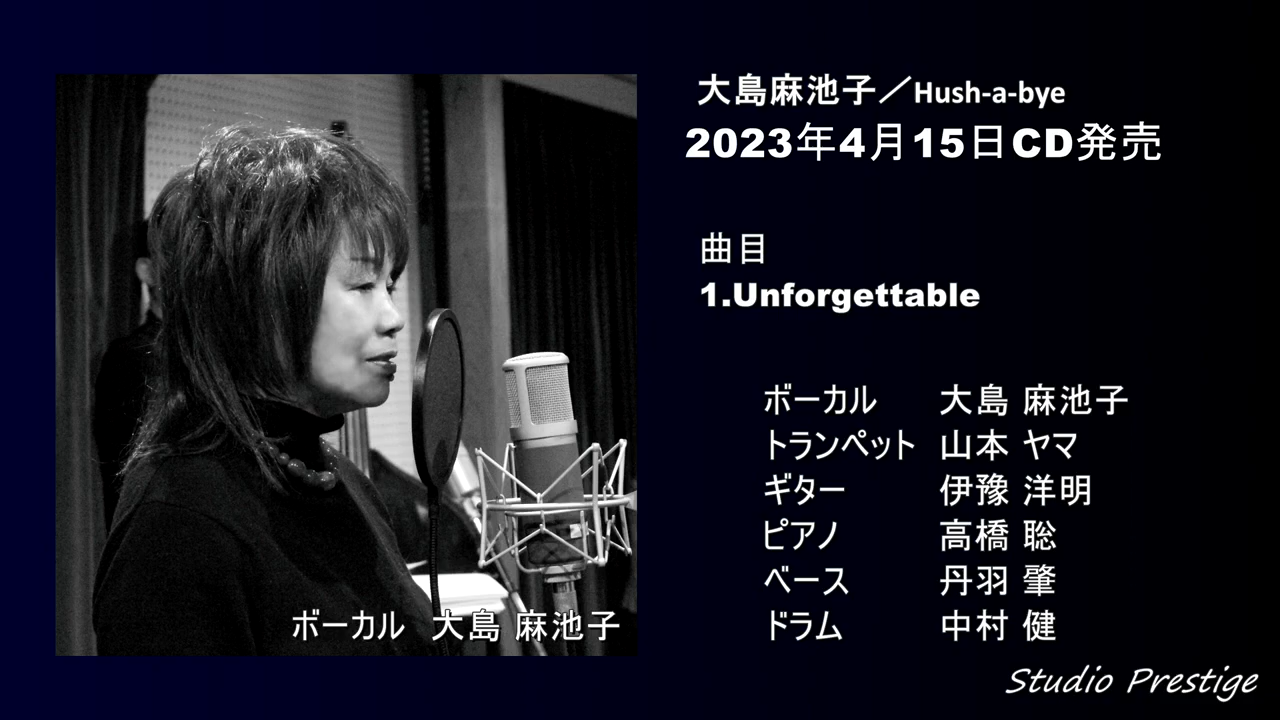 大島麻池子／Hush-a-bye
2023年4月15日CD発売
曲目
1.Unforgettable
ボーカル 大島 麻池子
トランペット 山本 ヤマ
ギター 伊豫 洋明
ピアノ 高橋 聡
ベース 丹羽 肇
ドラム 中村 健
ボーカル 大島 麻池子
Studio Prestige